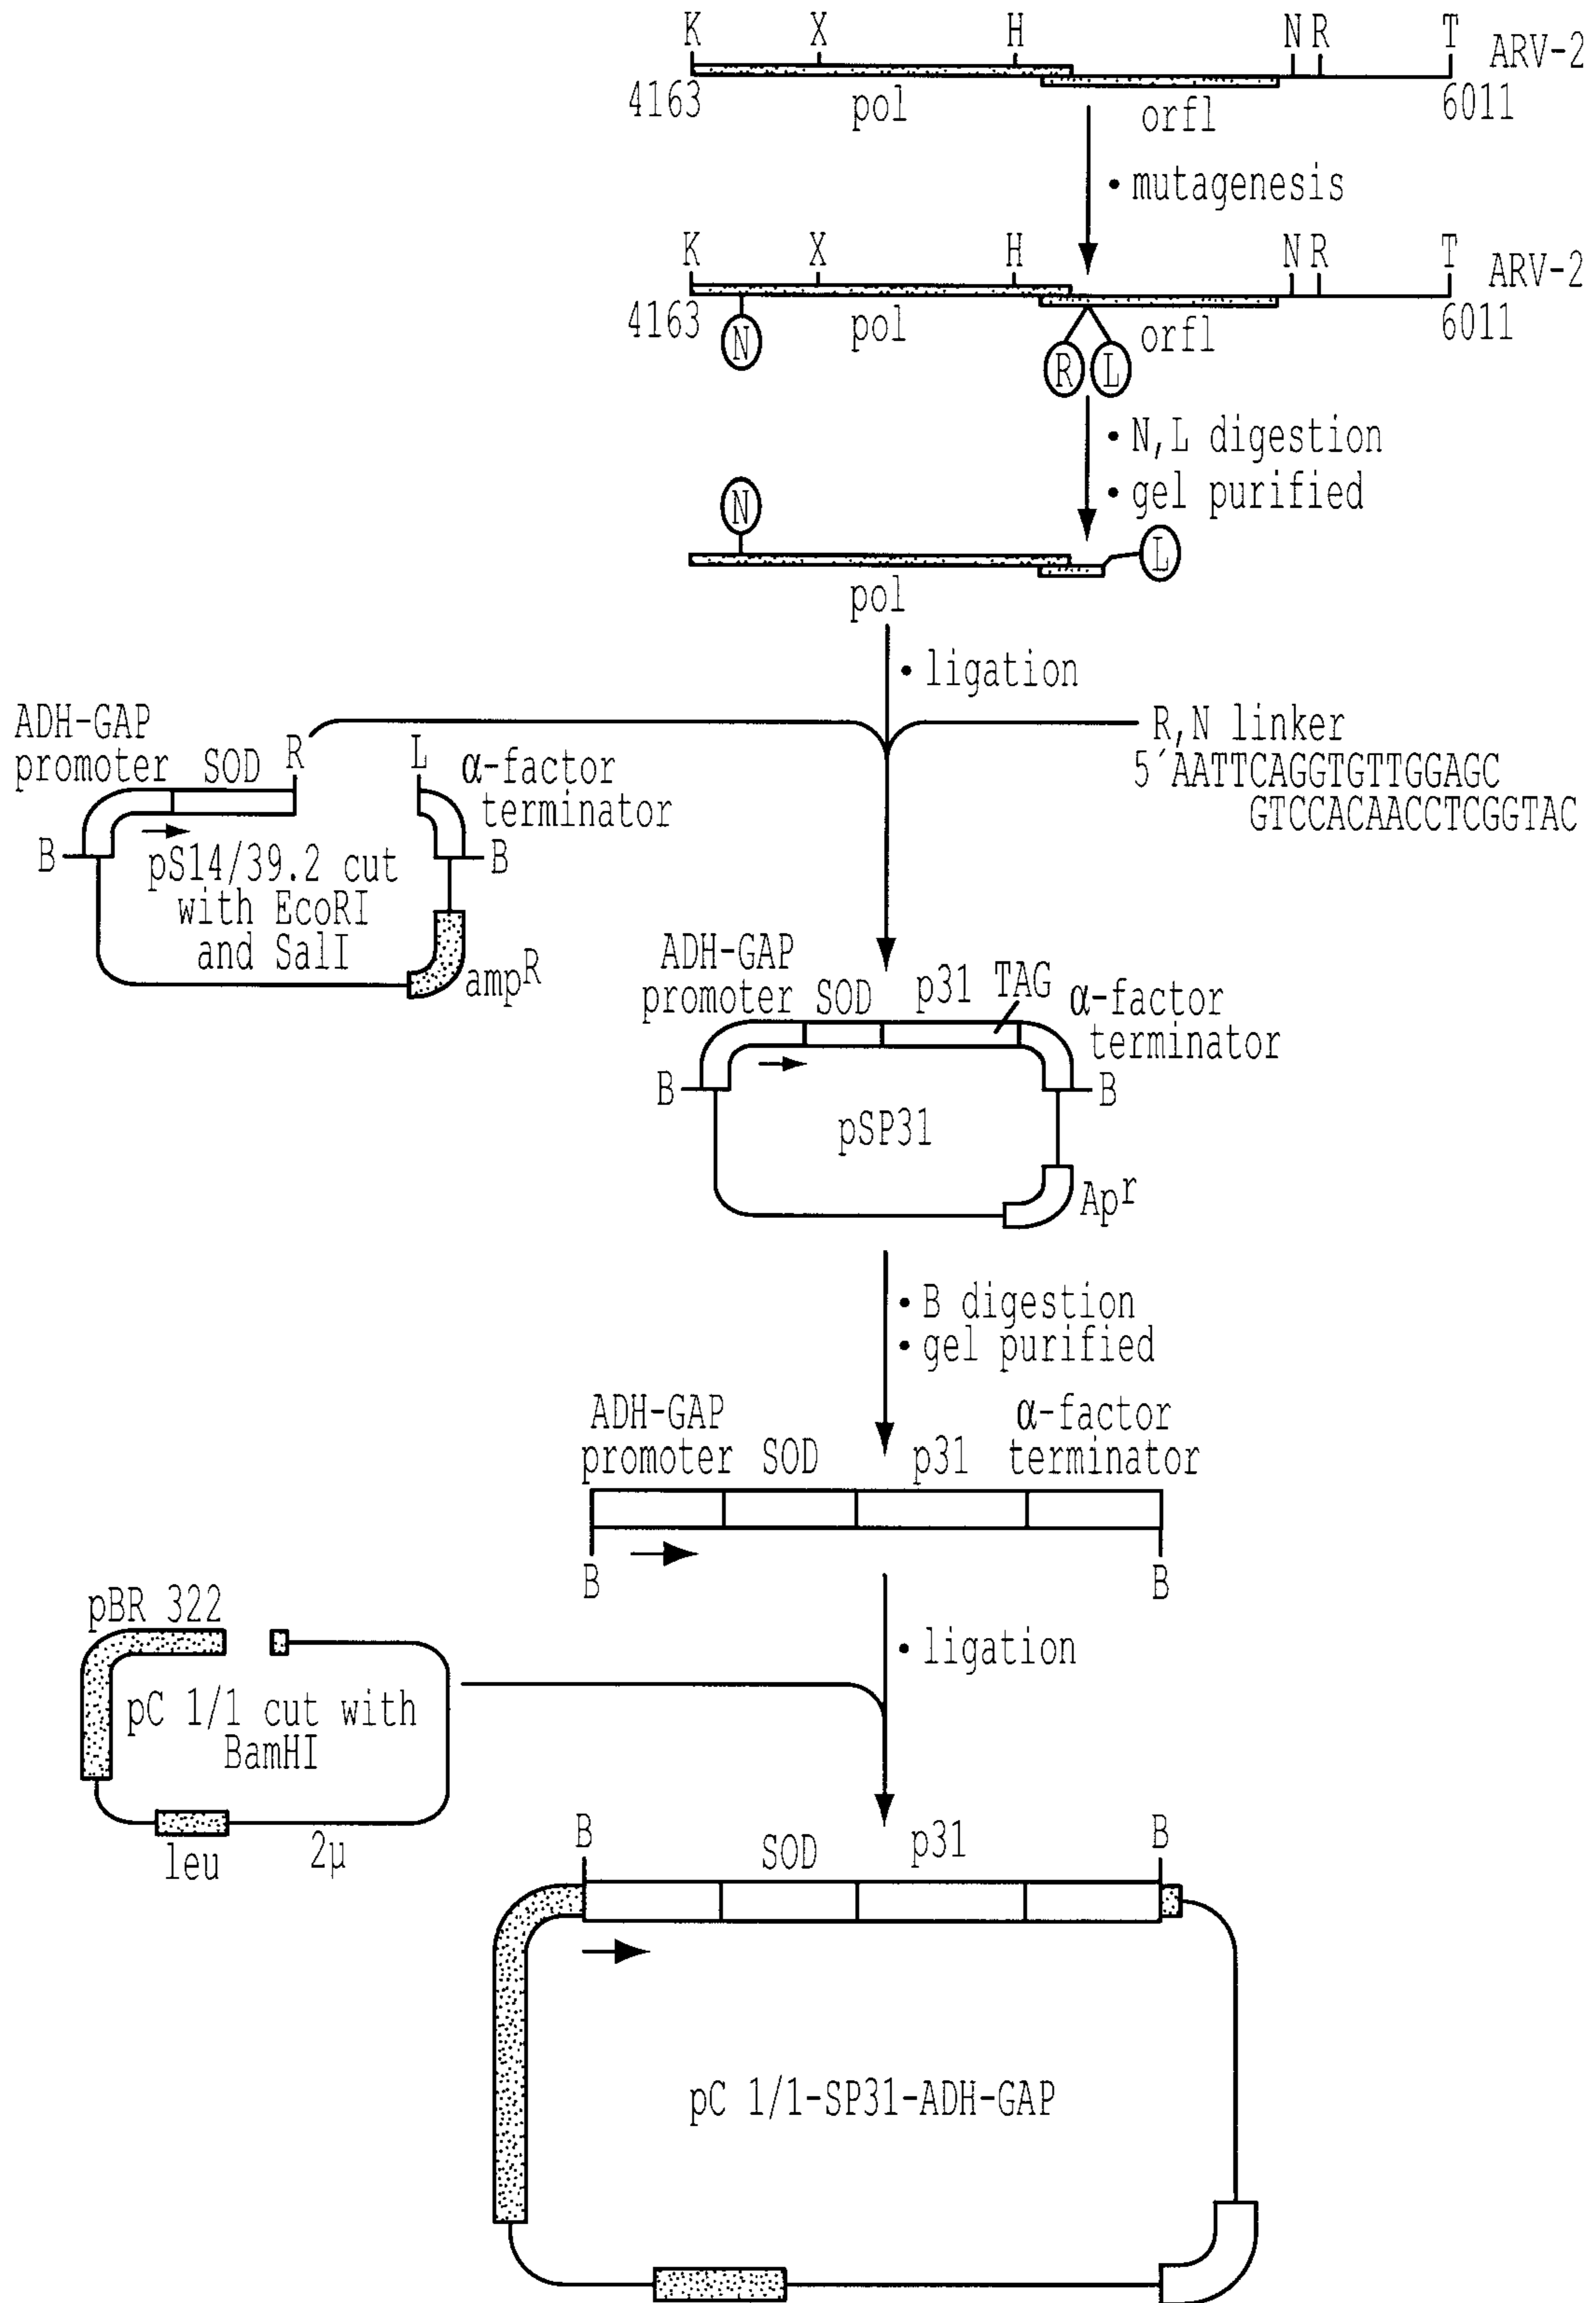 K X H N R T ARV-2
4163 pol orfl 6011
• mutagenesis
K X H N R T ARV-2
4163 pol orfl 6011
N R L
• N,L digestion
• gel purified
N
L
pol
• ligation
ADH-GAP
promoter SOD R L α-factor
terminator
R,N linker
5´AATTCAGGTGTTGGAGC
GTCCACAACCTCGGTAC
B B
pS14/39.2 cut
with EcoRI
and SalI
ampR
ADH-GAP
promoter SOD p31 TAG α-factor
terminator
B B
pSP31
Apr
• B digestion
• gel purified
ADH-GAP
promoter SOD p31 α-factor
terminator
B B
pBR 322
• ligation
pC 1/1 cut with
BamHI
leu 2μ
B SOD p31 B
pC 1/1-SP31-ADH-GAP